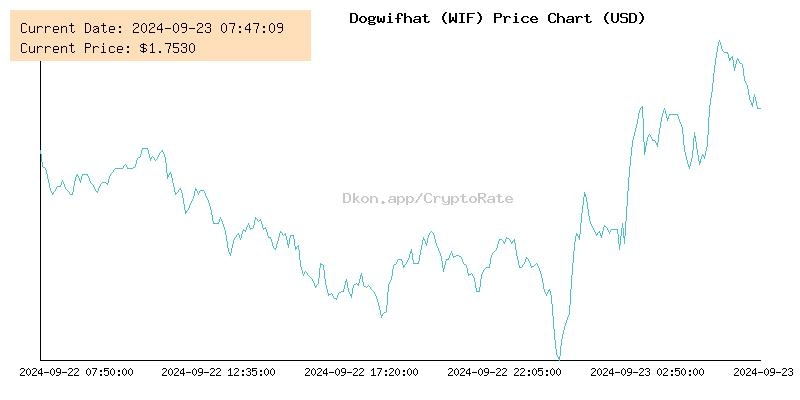 Dogwifhat (WIF) Price Chart (USD)
Current Date: 2024-09-23 07:47:09
Current Price: $1.7530
Dkon.app/CryptoRate
2024-09-22 07:50:00 2024-09-22 12:35:00 2024-09-22 17:20:00 2024-09-22 22:05:00 2024-09-23 02:50:00 2024-09-23